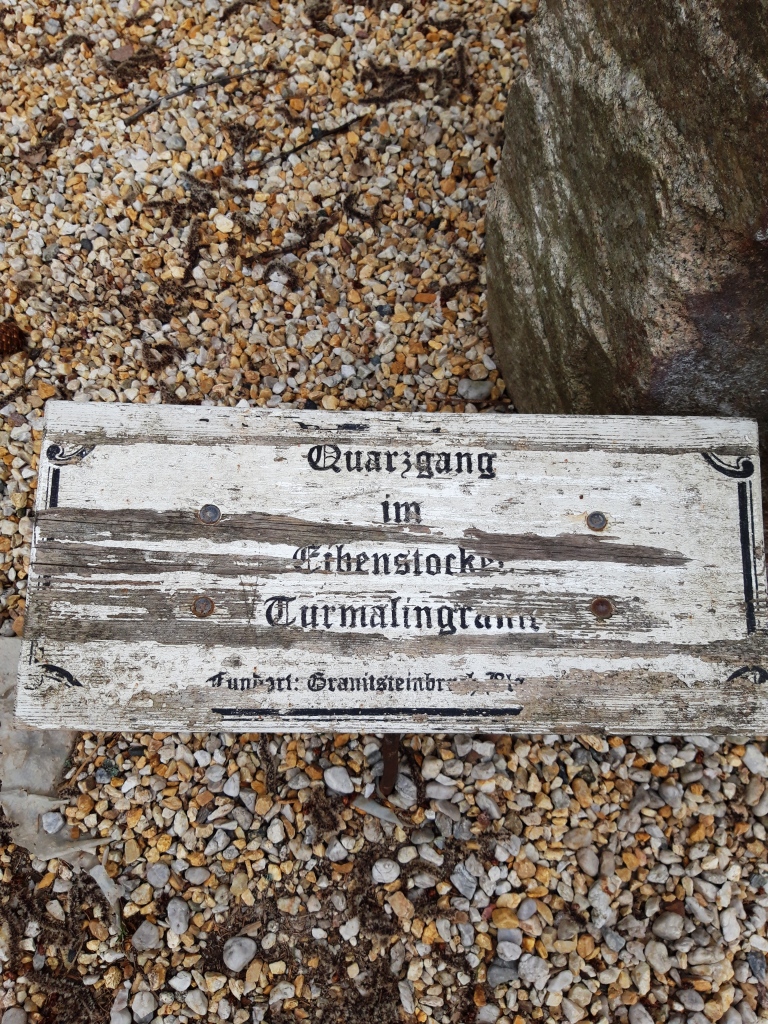 Quarzgang
im
Eibenstocker
Turmalingranit
Fundort: Granitsteinbruch